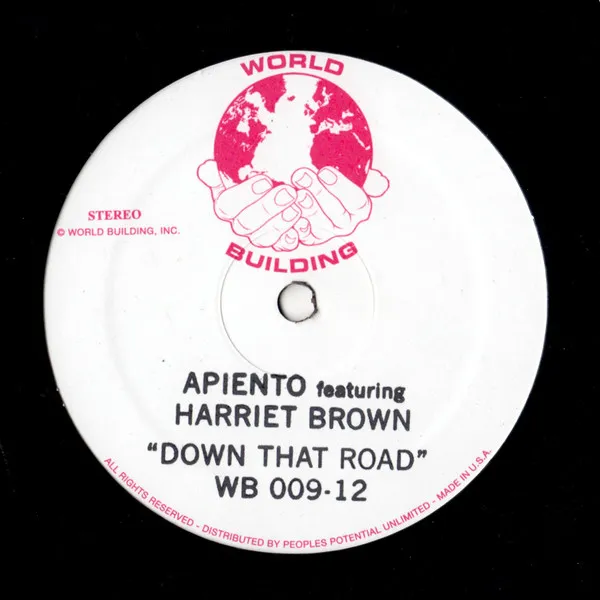 WORLD
BUILDING
STEREO
© WORLD BUILDING, INC.
APIENTO featuring
HARRIET BROWN
"DOWN THAT ROAD"
WB 009-12
ALL RIGHTS RESERVED - DISTRIBUTED BY PEOPLES POTENTIAL UNLIMITED - MADE IN U.S.A.